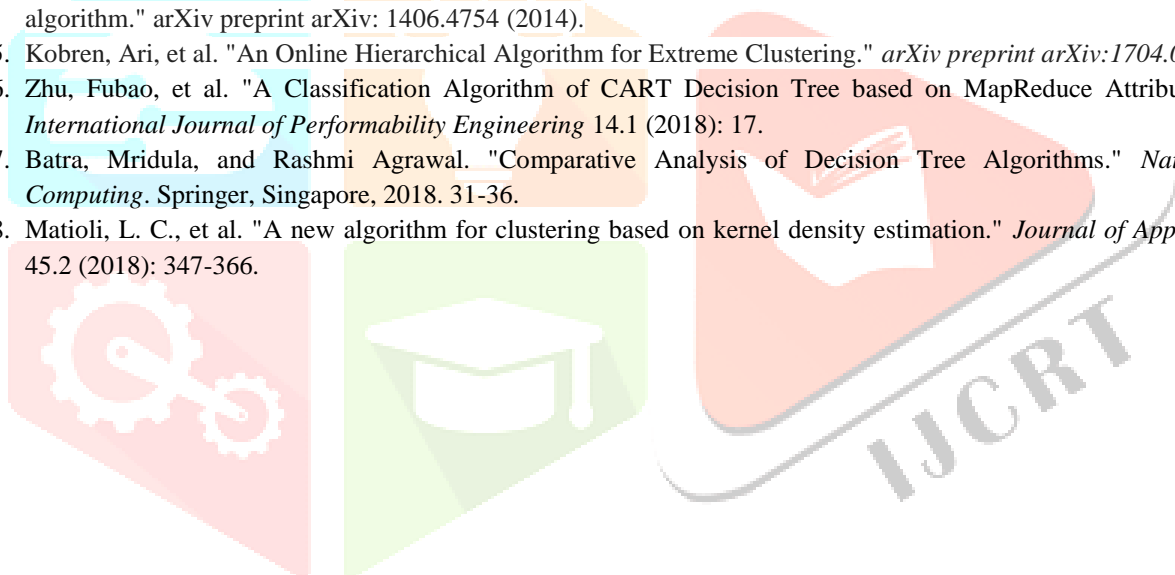 algorithm." arXiv preprint arXiv: 1406.4754 (2014).
5. Kobren, Ari, et al. "An Online Hierarchical Algorithm for Extreme Clustering." arXiv preprint arXiv:1704.0
6. Zhu, Fubao, et al. "A Classification Algorithm of CART Decision Tree based on MapReduce
International Journal of Performability Engineering 14.1 (2018): 17.
7. Batra, Mridula, and Rashmi Agrawal. "Comparative Analysis of Decision Tree Algorithms."
Computing. Springer, Singapore, 2018. 31-36.
8. Matioli, L. C., et al. "A new algorithm for clustering based on kernel density estimation." Journal of
45.2 (2018): 347-366.
IJCRT